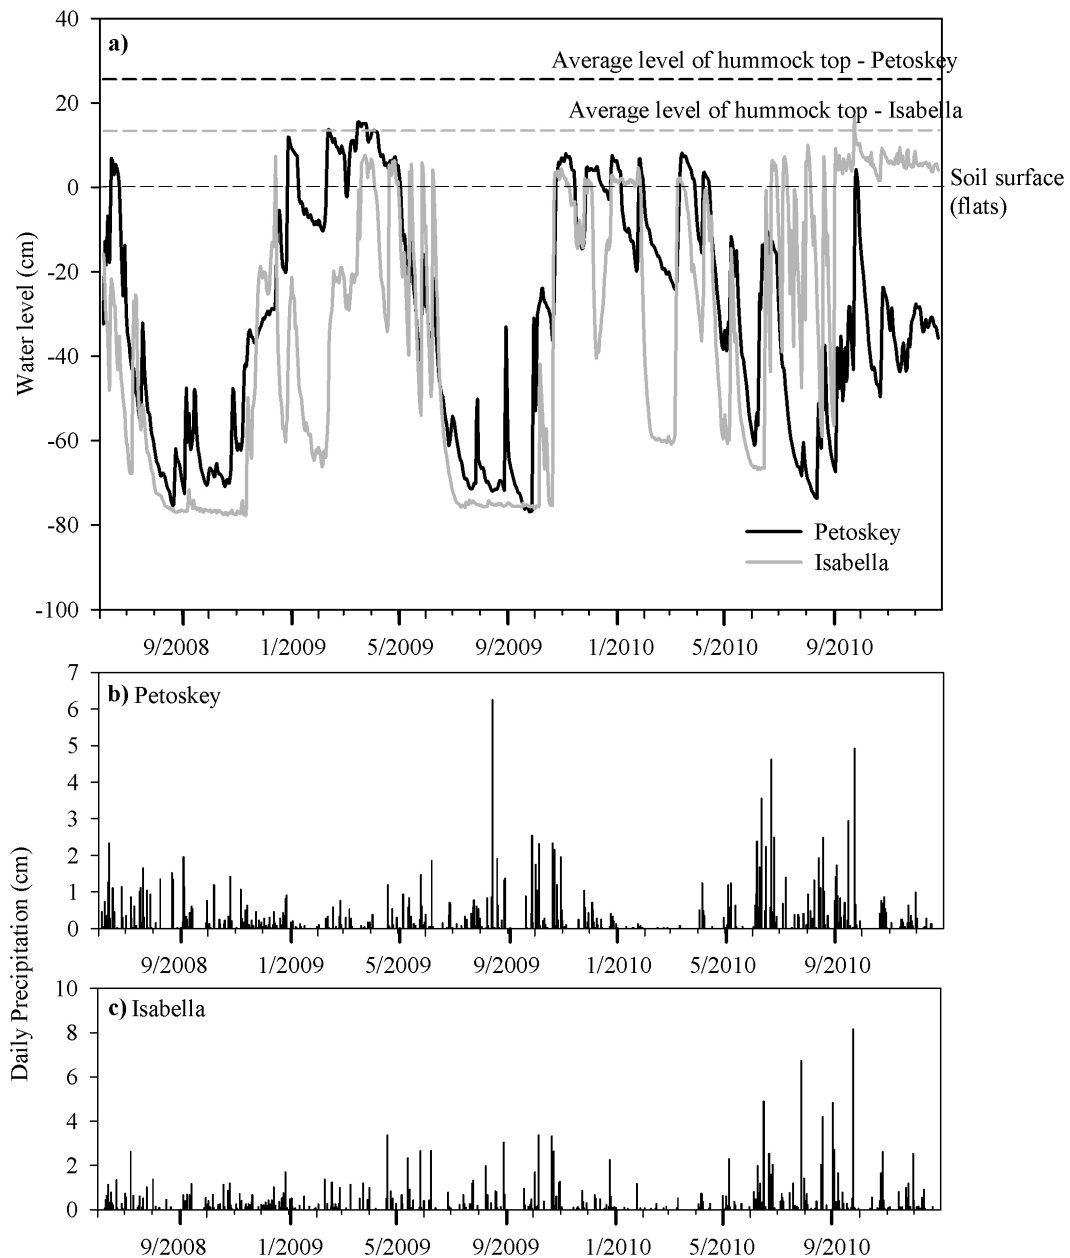 40
a)
Average level of hummock top - Petoskey
20
Average level of hummock top - Isabella
0
Soil surface
(flats)
Water level (cm)
-20
-40
-60
-80
Petoskey
Isabella
-100
9/2008 1/2009 5/2009 9/2009 1/2010 5/2010 9/2010
7
b) Petoskey
6
5
4
3
2
1
0
9/2008 1/2009 5/2009 9/2009 1/2010 5/2010 9/2010
Daily Precipitation (cm)
10
c) Isabella
8
6
4
2
0
9/2008 1/2009 5/2009 9/2009 1/2010 5/2010 9/2010